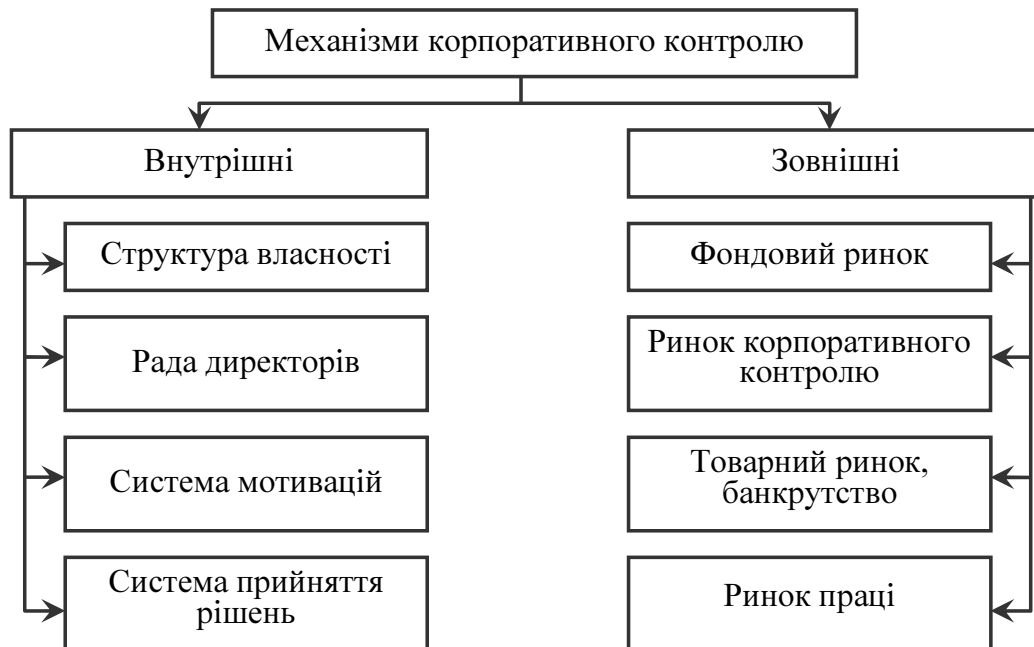 Механізми корпоративного контролю
Внутрішні
Структура власності
Рада директорів
Система мотивацій
Система прийняття
рішень
Зовнішні
Фондовий ринок
Ринок корпоративного
контролю
Товарний ринок,
банкрутство
Ринок праці